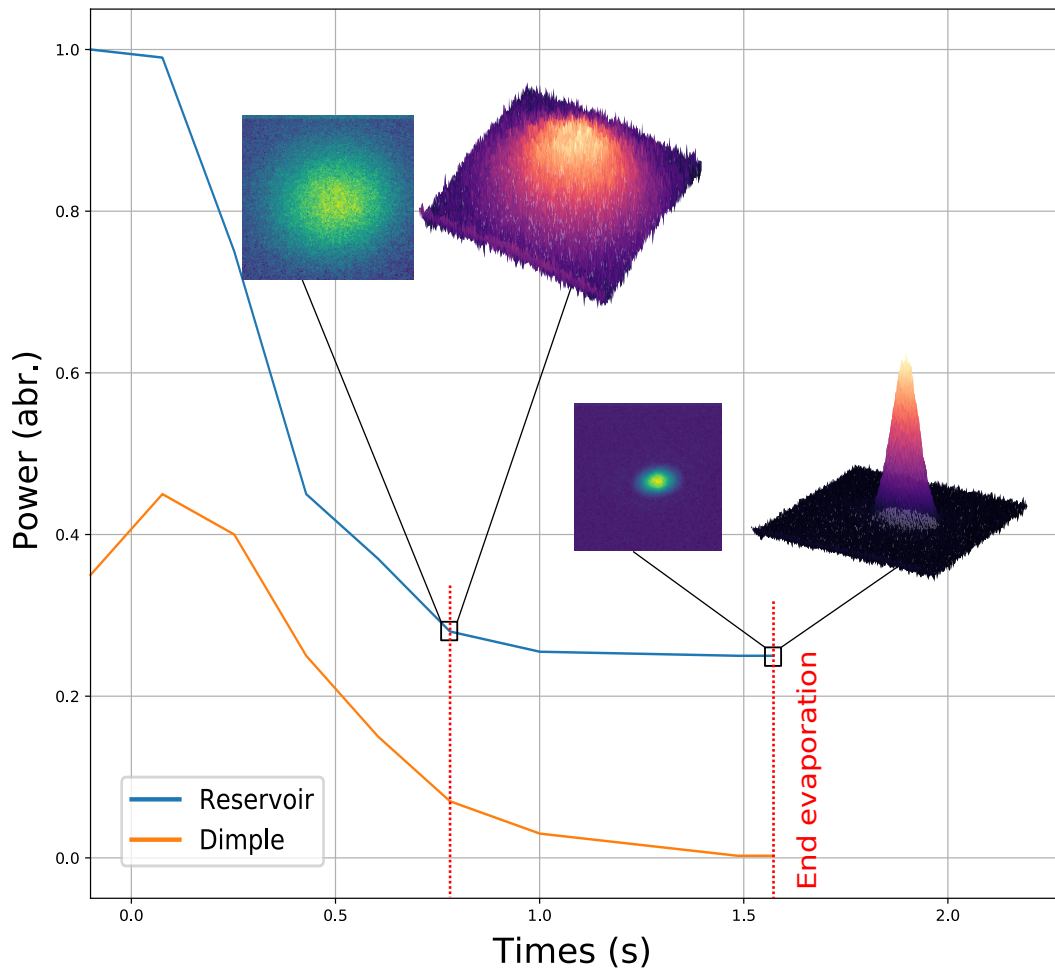 1.0
0.8
0.6
0.4
0.2
0.0
Power (abr.)
Reservoir
Dimple
End evaporation
0.0 0.5 1.0 1.5 2.0
Times (s)